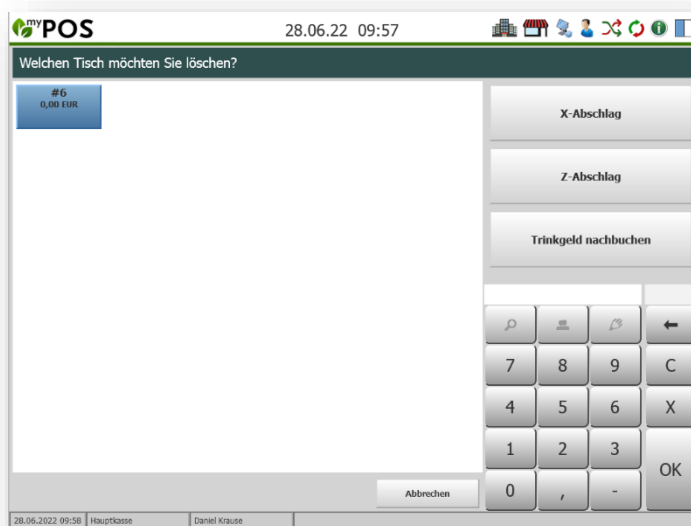 myPOS 28.06.22 09:57
Welchen Tisch möchten Sie löschen?
#6
0,00 EUR
X-Abschlag
Z-Abschlag
Trinkgeld nachbuchen
7 8 9 C
4 5 6 X
1 2 3
OK
0 , -
Abbrechen
28.06.2022 09:58 Hauptkasse Daniel Krause